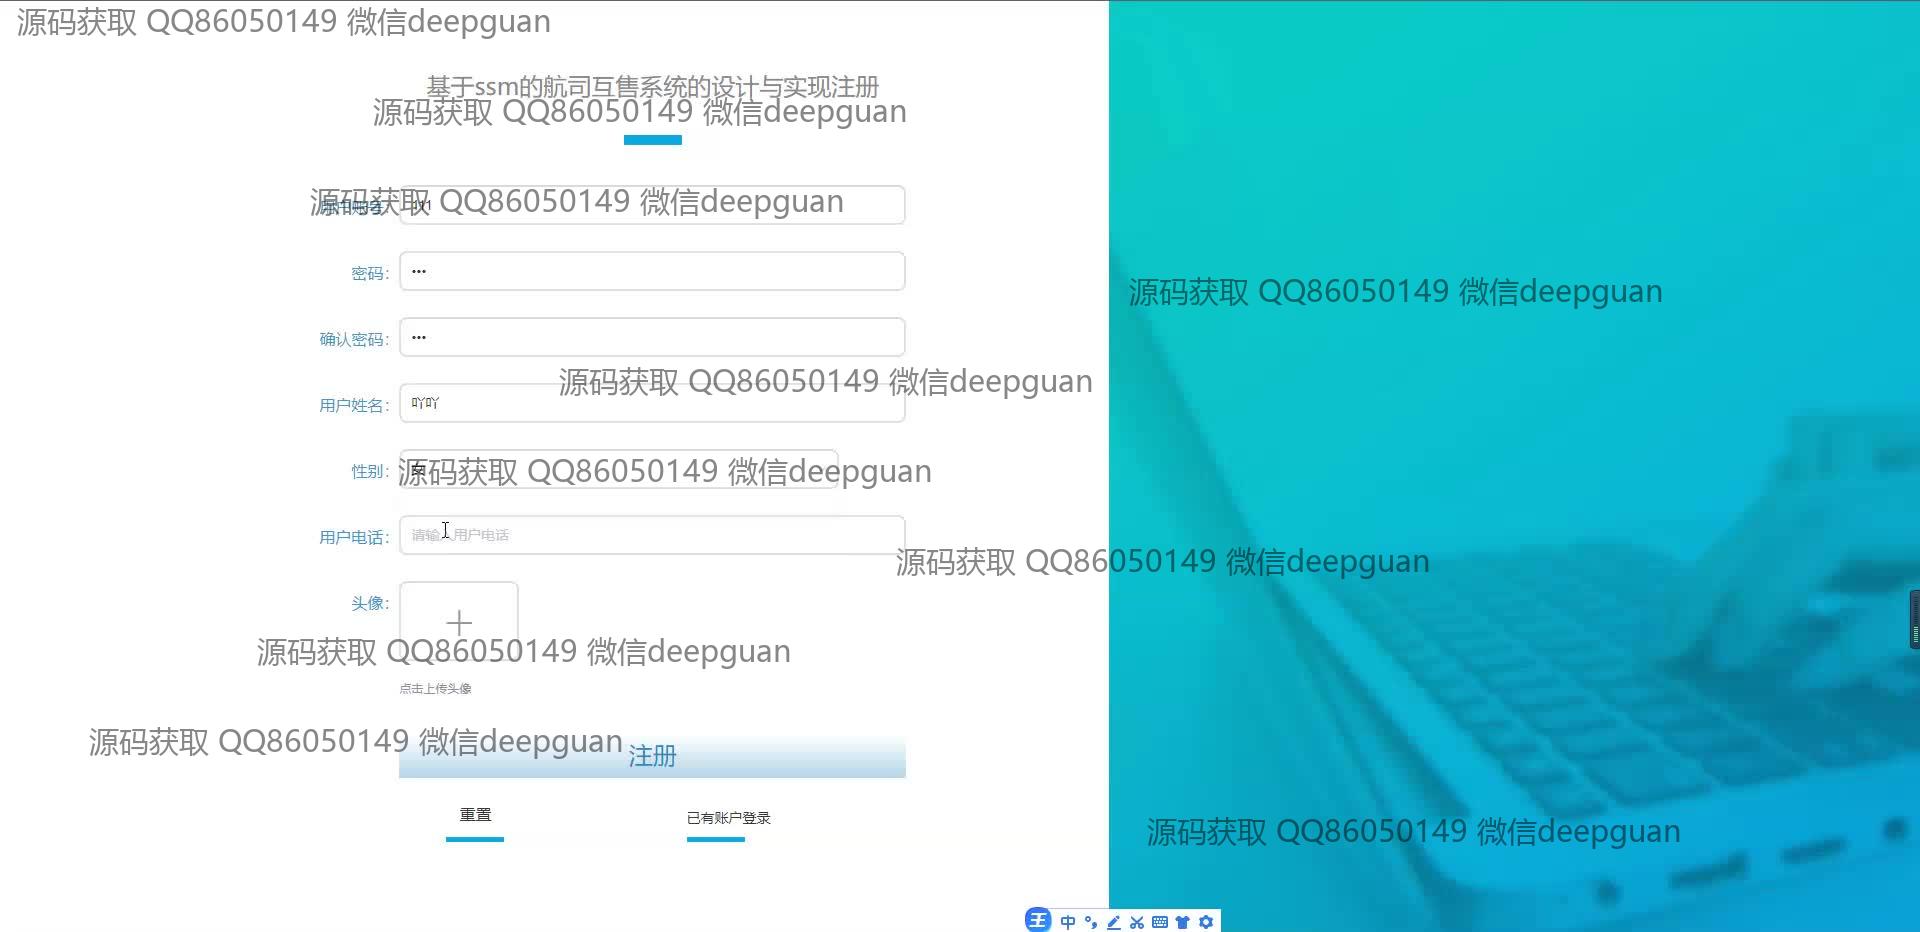 源码获取 QQ86050149 微信deepguan
基于ssm的航司互售系统的设计与实现注册
源码获取 QQ86050149 微信deepguan
源码获取 QQ86050149 微信deepguan
用户账号： 111
密码： •••
源码获取 QQ86050149 微信deepguan
确认密码： •••
源码获取 QQ86050149 微信deepguan
用户姓名： 吖吖
性别： 女
源码获取 QQ86050149 微信deepguan
用户电话： 请输入用户电话
源码获取 QQ86050149 微信deepguan
头像： +
源码获取 QQ86050149 微信deepguan
点击上传头像
源码获取 QQ86050149 微信deepguan
注册
重置 已有账户登录
源码获取 QQ86050149 微信deepguan
王 中